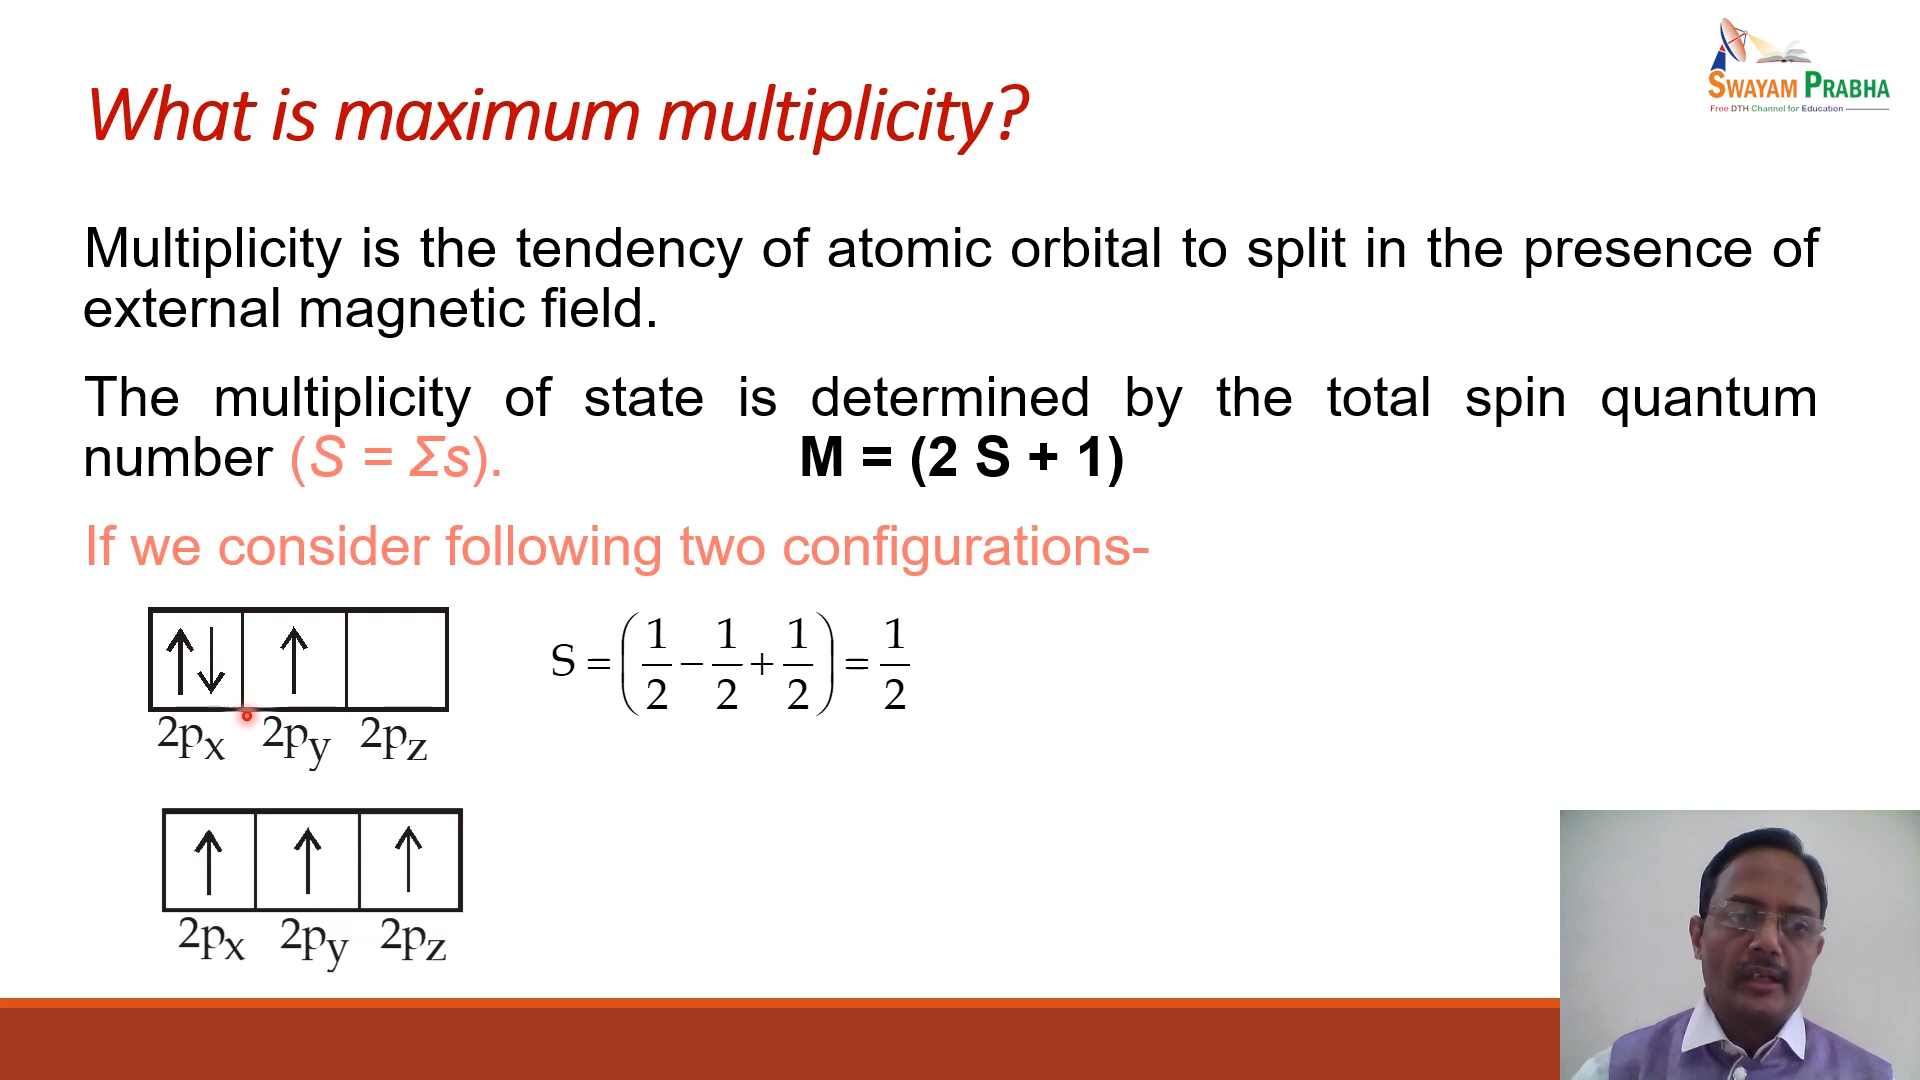 SWAYAM PRABHA
Free DTH Channel for Education
What is maximum multiplicity?
Multiplicity is the tendency of atomic orbital to split in the presence of
external magnetic field.
The multiplicity of state is determined by the total spin quantum
number (S = Σs). M = (2 S + 1)
If we consider following two configurations-
↑↓ ↑
S = (1/2 − 1/2 + 1/2) = 1/2
2px 2py 2pz
↑ ↑ ↑
2px 2py 2pz